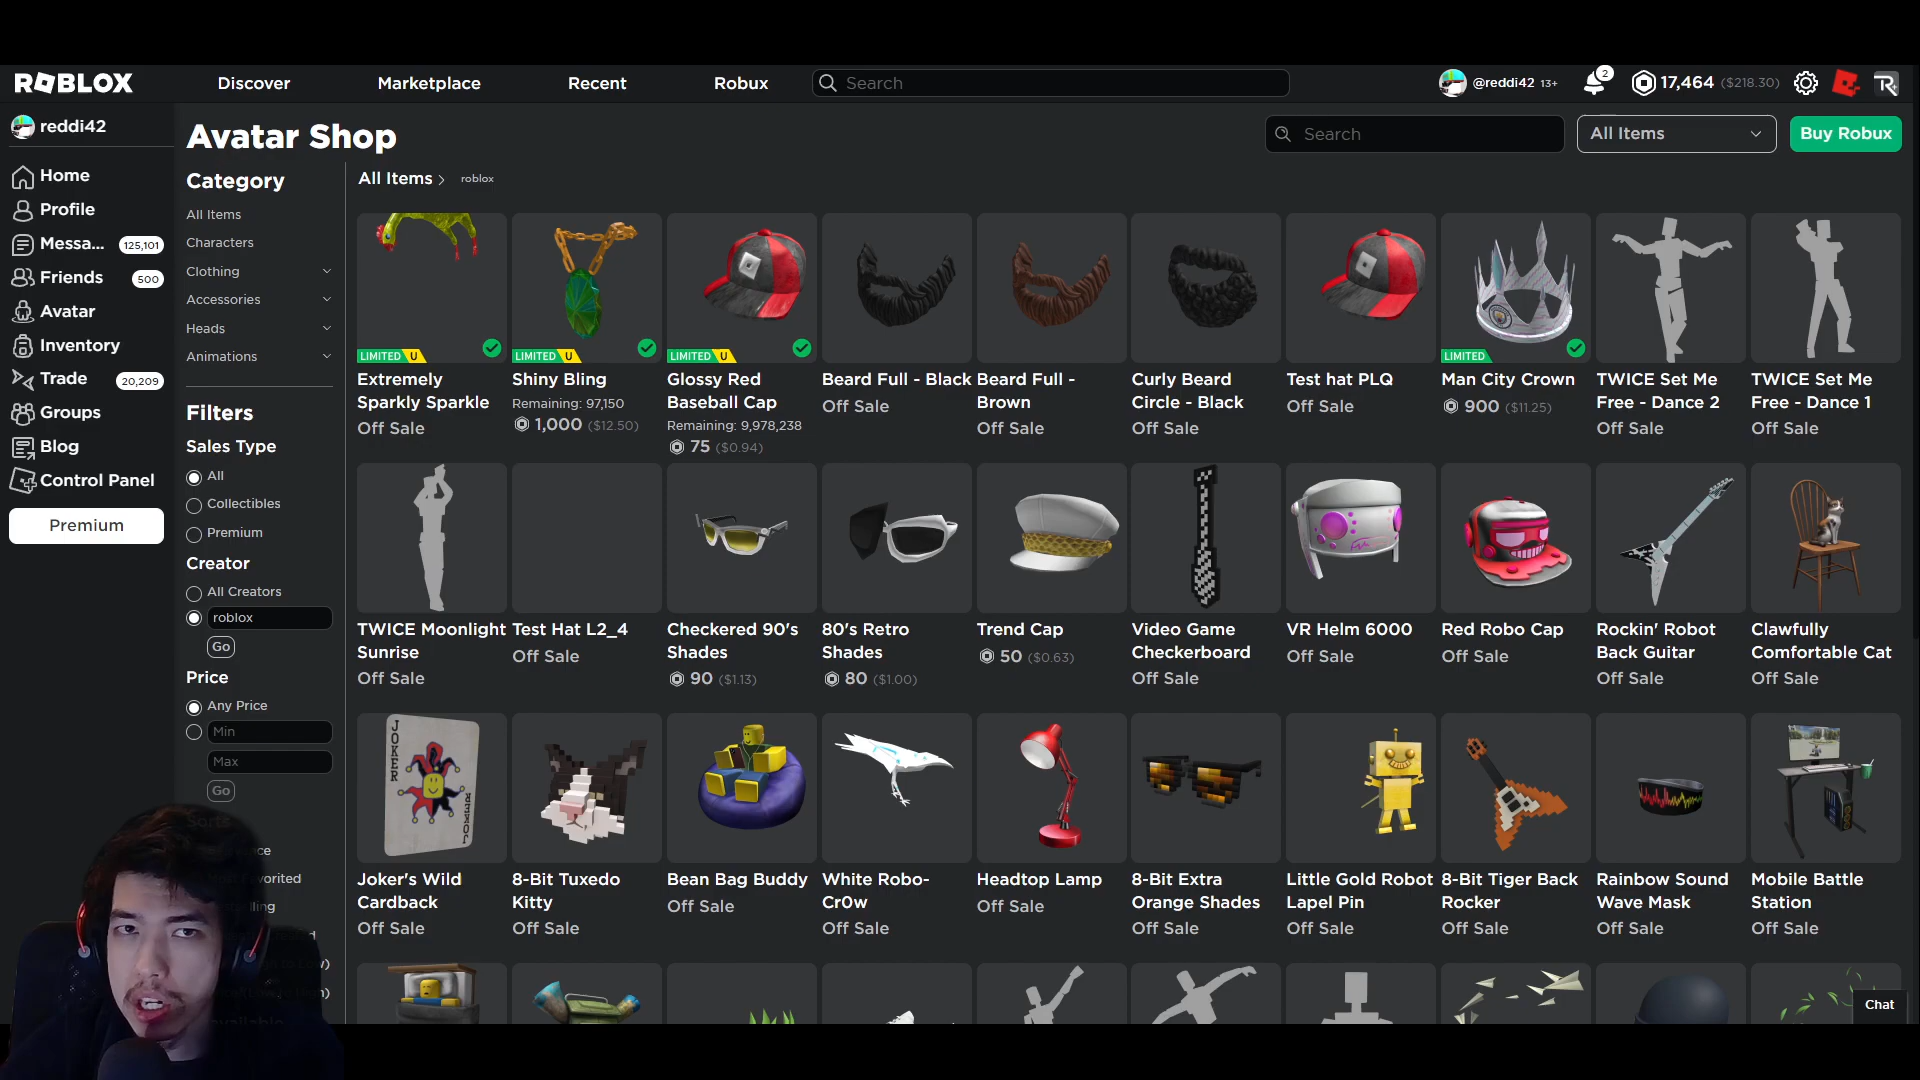 ROBLOX
Discover
Marketplace
Recent
Robux
Search
@reddi42 13+
2
17,464 ($218.30)
reddi42
Home
Profile
Messa... 125,101
Friends 500
Avatar
Inventory
Trade 20,209
Groups
Blog
Control Panel
Premium
Avatar Shop
Search
All Items
Buy Robux
Category
All Items
Characters
Clothing
Accessories
Heads
Animations
Filters
Sales Type
All
Collectibles
Premium
Creator
All Creators
roblox
Go
Price
Any Price
Min
Max
Go
All Items > roblox
LIMITED U
Extremely
Sparkly Sparkle
Off Sale
LIMITED U
Shiny Bling
Remaining: 97,150
1,000 ($12.50)
LIMITED U
Glossy Red
Baseball Cap
Remaining: 9,978,238
75 ($0.94)
Beard Full - Black
Off Sale
Beard Full -
Brown
Off Sale
Curly Beard
Circle - Black
Off Sale
Test hat PLQ
Off Sale
LIMITED
Man City Crown
900 ($11.25)
TWICE Set Me
Free - Dance 2
Off Sale
TWICE Set Me
Free - Dance 1
Off Sale
TWICE Moonlight
Sunrise
Off Sale
Test Hat L2_4
Off Sale
Checkered 90's
Shades
90 ($1.13)
80's Retro
Shades
80 ($1.00)
Trend Cap
50 ($0.63)
Video Game
Checkerboard
Off Sale
VR Helm 6000
Off Sale
Red Robo Cap
Off Sale
Rockin' Robot
Back Guitar
Off Sale
Clawfully
Comfortable Cat
Off Sale
JOKER
JOKER
Joker's Wild
Cardback
Off Sale
8-Bit Tuxedo
Kitty
Off Sale
Bean Bag Buddy
Off Sale
White Robo-
Cr0w
Off Sale
Headtop Lamp
Off Sale
8-Bit Extra
Orange Shades
Off Sale
Little Gold Robot
Lapel Pin
Off Sale
8-Bit Tiger Back
Rocker
Off Sale
Rainbow Sound
Wave Mask
Off Sale
Mobile Battle
Station
Off Sale
Chat